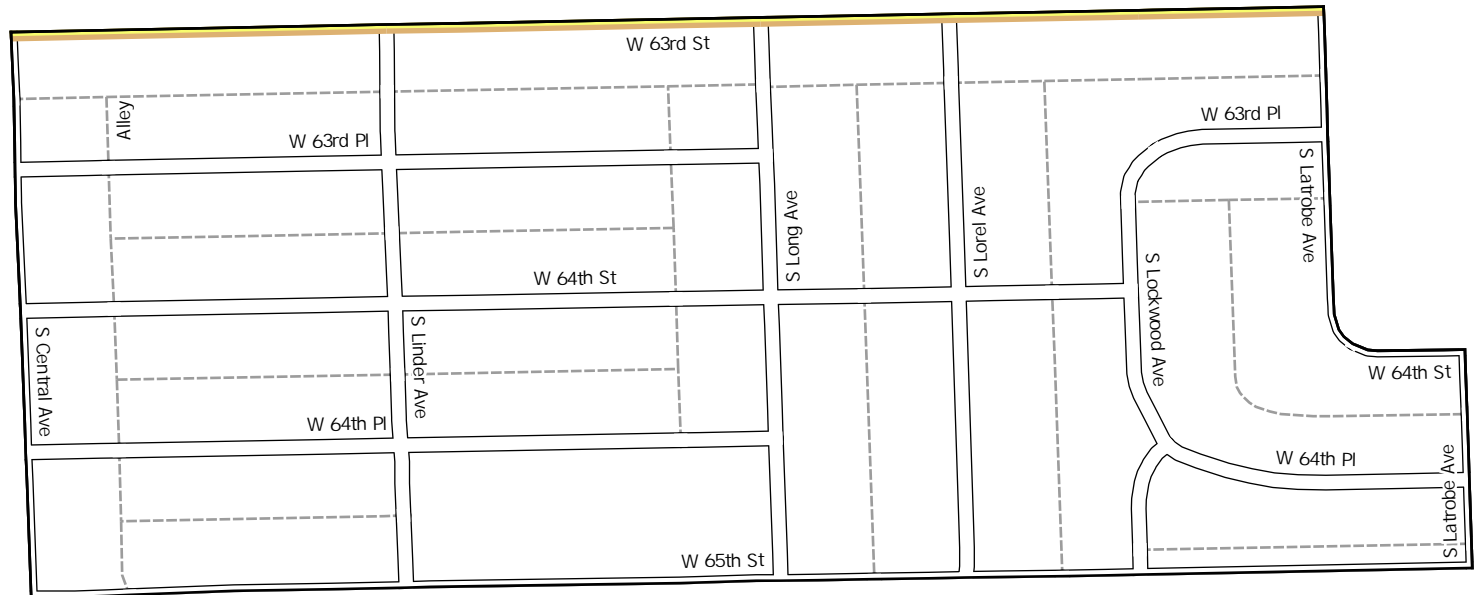 W 63rd St
Alley
W 63rd Pl
W 63rd Pl
S Latrobe Ave
S Long Ave
S Lorel Ave
W 64th St
S Lockwood Ave
S Central Ave
S Linder Ave
W 64th St
W 64th Pl
W 64th Pl
S Latrobe Ave
W 65th St